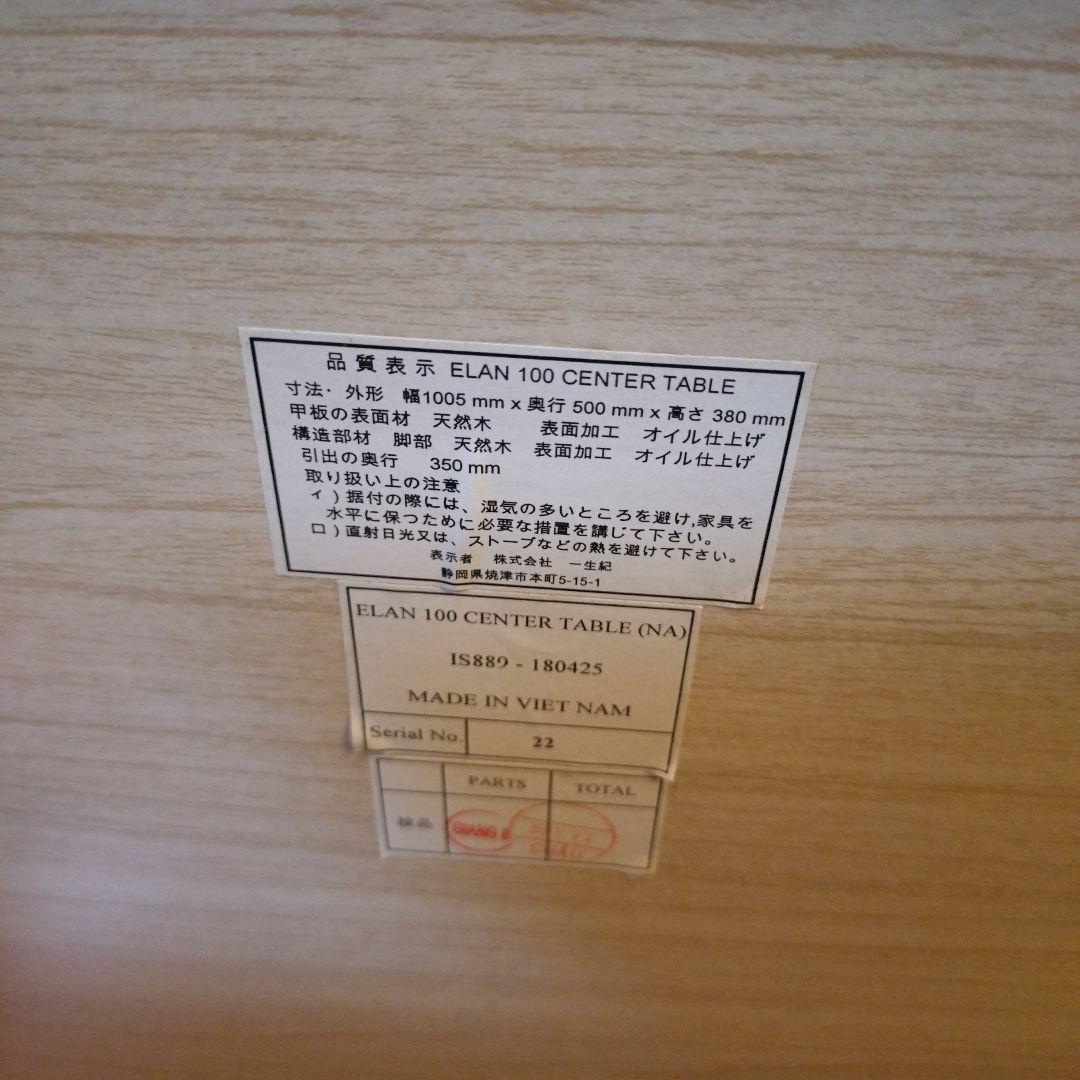 品質表示 ELAN 100 CENTER TABLE
寸法・外形 幅1005 mm x 奥行 500 mm x 高さ 380 mm
甲板の表面材 天然木 表面加工 オイル仕上げ
構造部材 脚部 天然木 表面加工 オイル仕上げ
引出の奥行 350 mm
取り扱い上の注意
ィ）据付の際には、湿気の多いところを避け,家具を
水平に保つために必要な措置を講じて下さい。
ロ）直射日光又は、ストーブなどの熱を避けて下さい。
表示者 株式会社 一生紀
静岡県焼津市本町5-15-1
ELAN 100 CENTER TABLE (NA)
IS889 - 180425
MADE IN VIET NAM
Serial No. 22
PARTS TOTAL
検品 GIANG